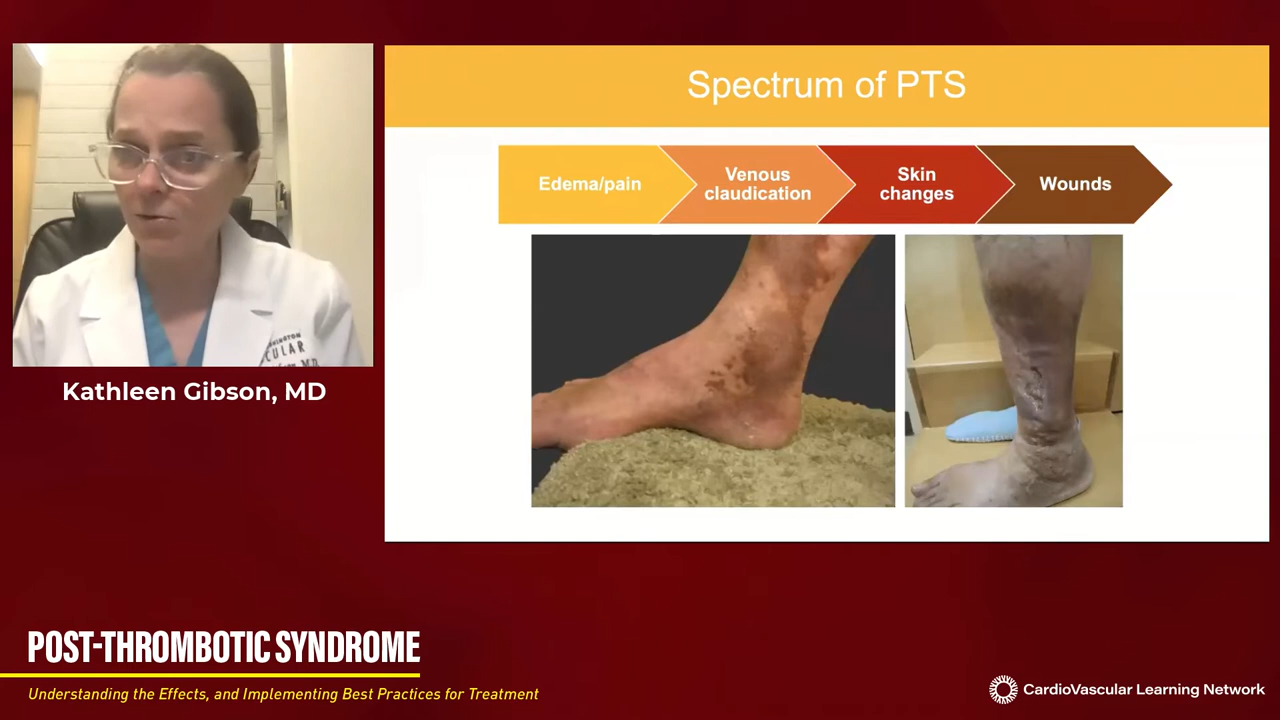 Spectrum of PTS
Edema/pain
Venous
claudication
Skin
changes
Wounds
Kathleen Gibson, MD
POST-THROMBOTIC SYNDROME
Understanding the Effects, and Implementing Best Practices for Treatment
CardioVascular Learning Network